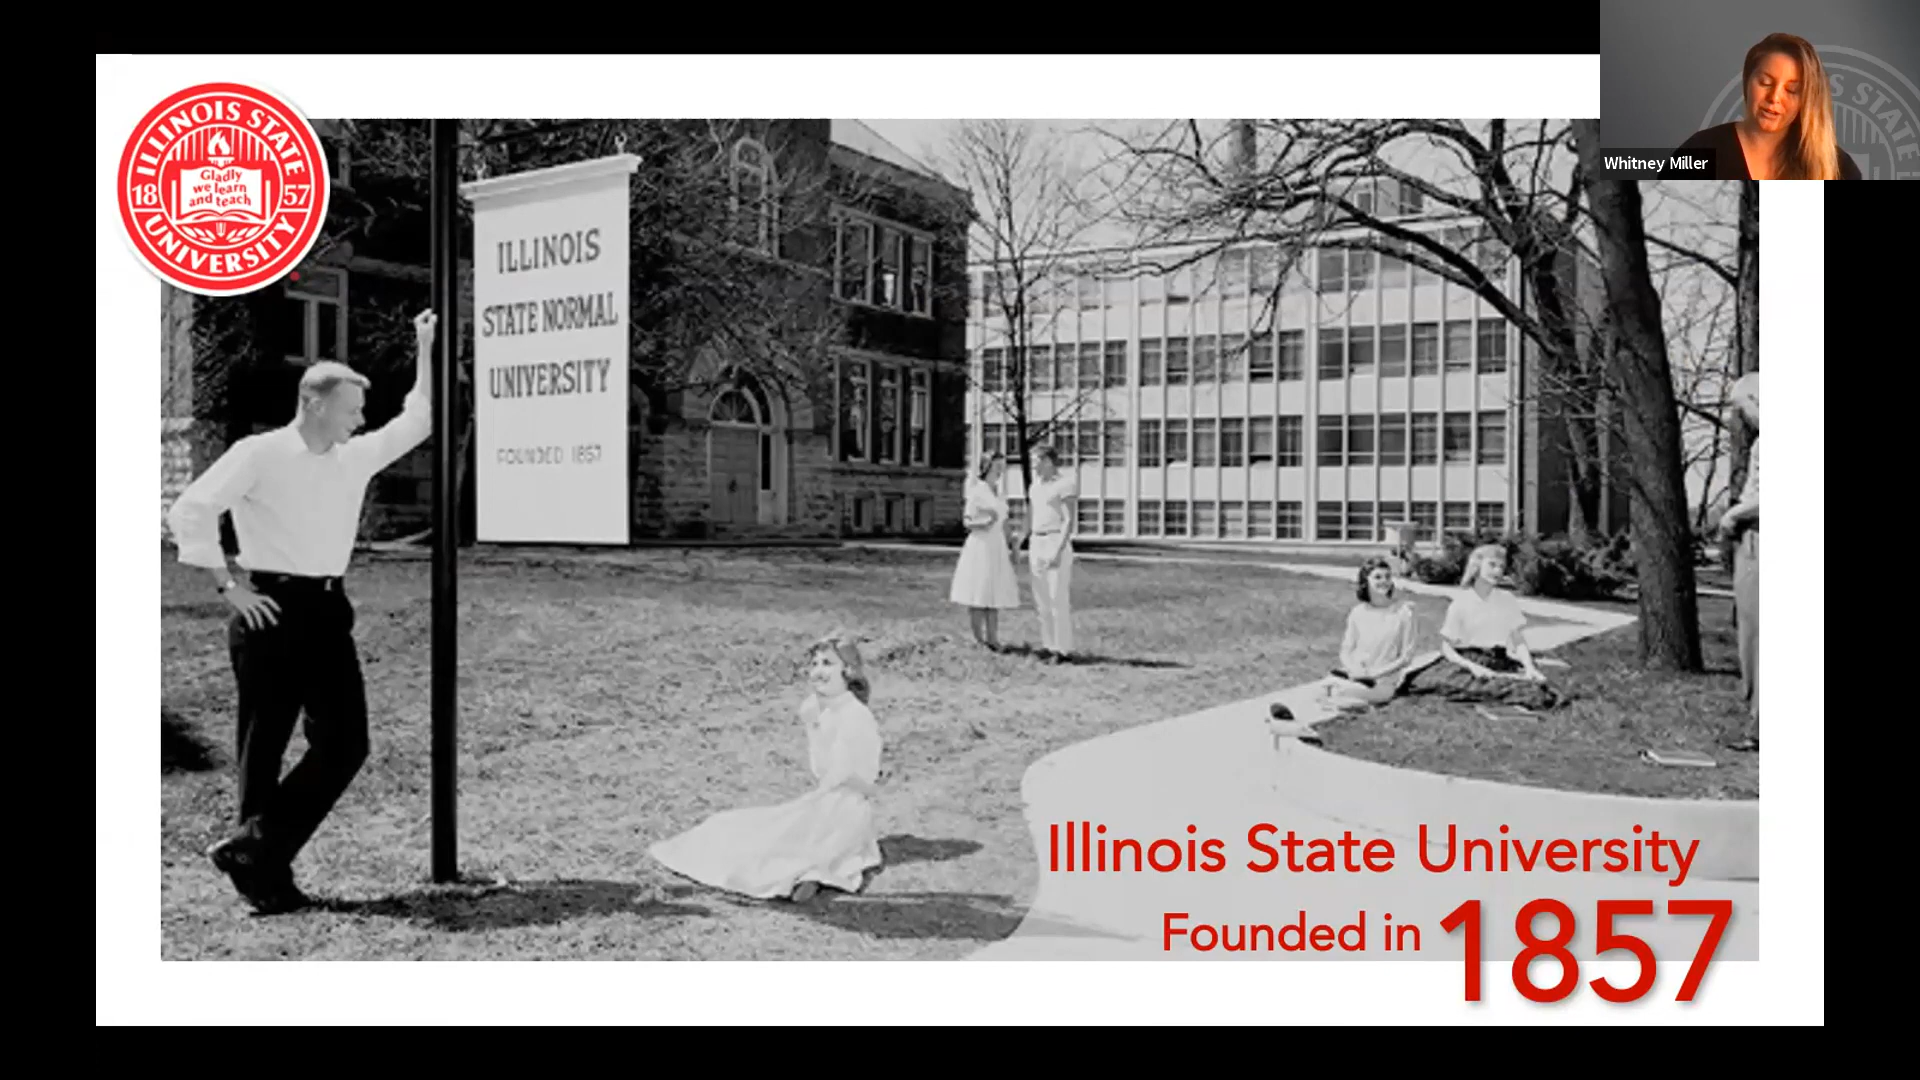 ILLINOIS STATE
UNIVERSITY
18 57
Gladly
we learn
and teach
ILLINOIS
STATE NORMAL
UNIVERSITY
FOUNDED 1857
Whitney Miller
Illinois State University
Founded in 1857